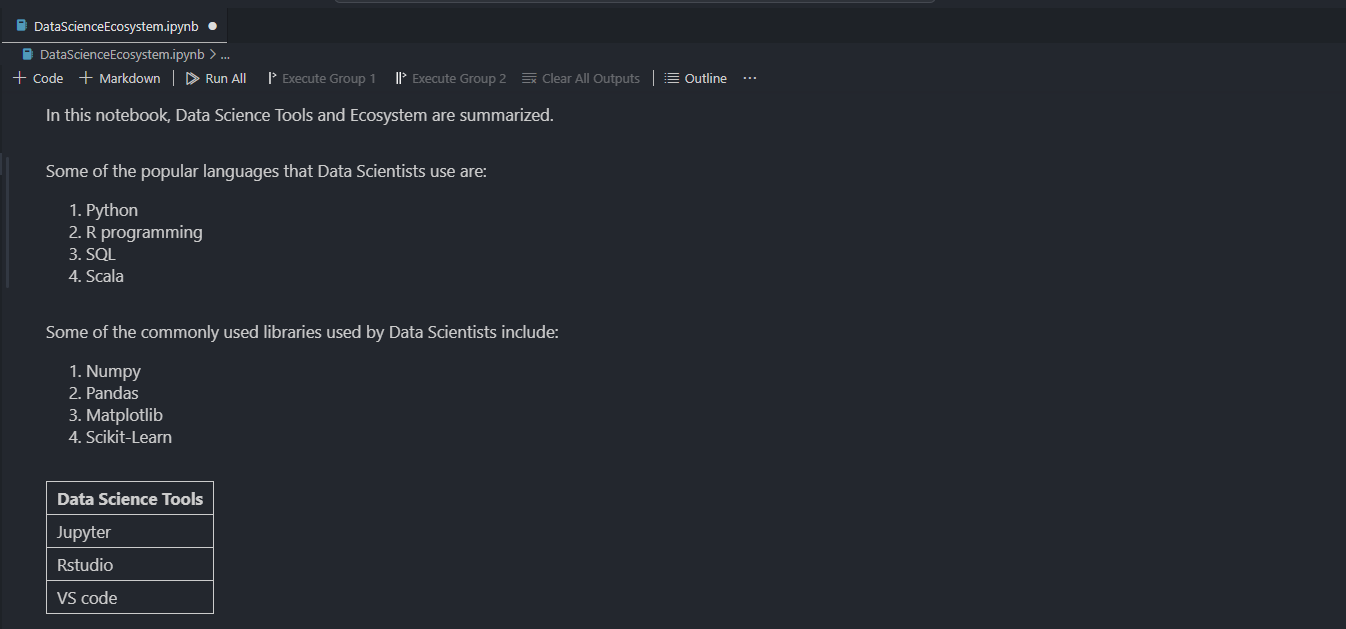 DataScienceEcosystem.ipynb
DataScienceEcosystem.ipynb > ...
+ Code + Markdown | Run All Execute Group 1 Execute Group 2 Clear All Outputs | Outline ...
In this notebook, Data Science Tools and Ecosystem are summarized.
Some of the popular languages that Data Scientists use are:
1. Python
2. R programming
3. SQL
4. Scala
Some of the commonly used libraries used by Data Scientists include:
1. Numpy
2. Pandas
3. Matplotlib
4. Scikit-Learn
Data Science Tools
Jupyter
Rstudio
VS code